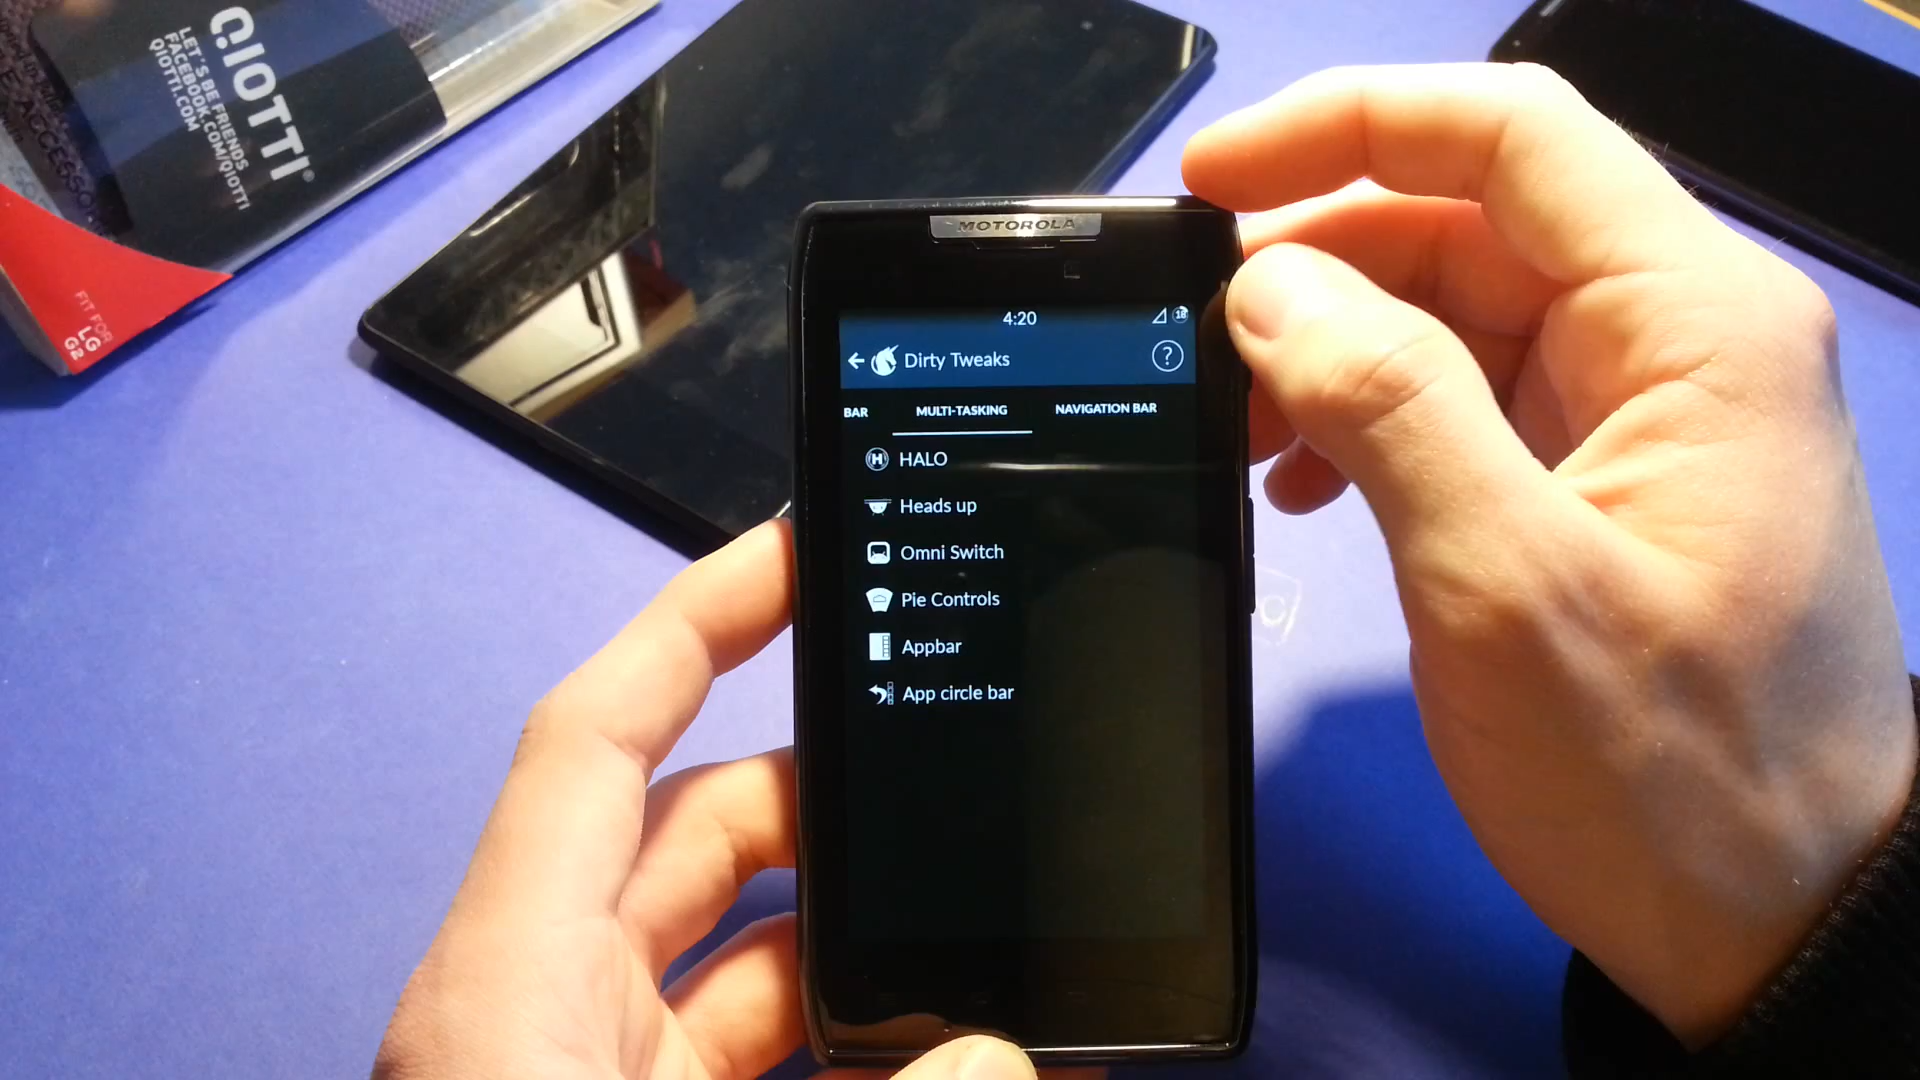 QIOTTI®
LET'S BE FRIENDS
FACEBOOK.COM/QIOTTI
QIOTTI.COM
FIT FOR
LG
G2
MOTOROLA
4:20
18
Dirty Tweaks
?
BAR
MULTI-TASKING
NAVIGATION BAR
H HALO
Heads up
Omni Switch
Pie Controls
Appbar
App circle bar